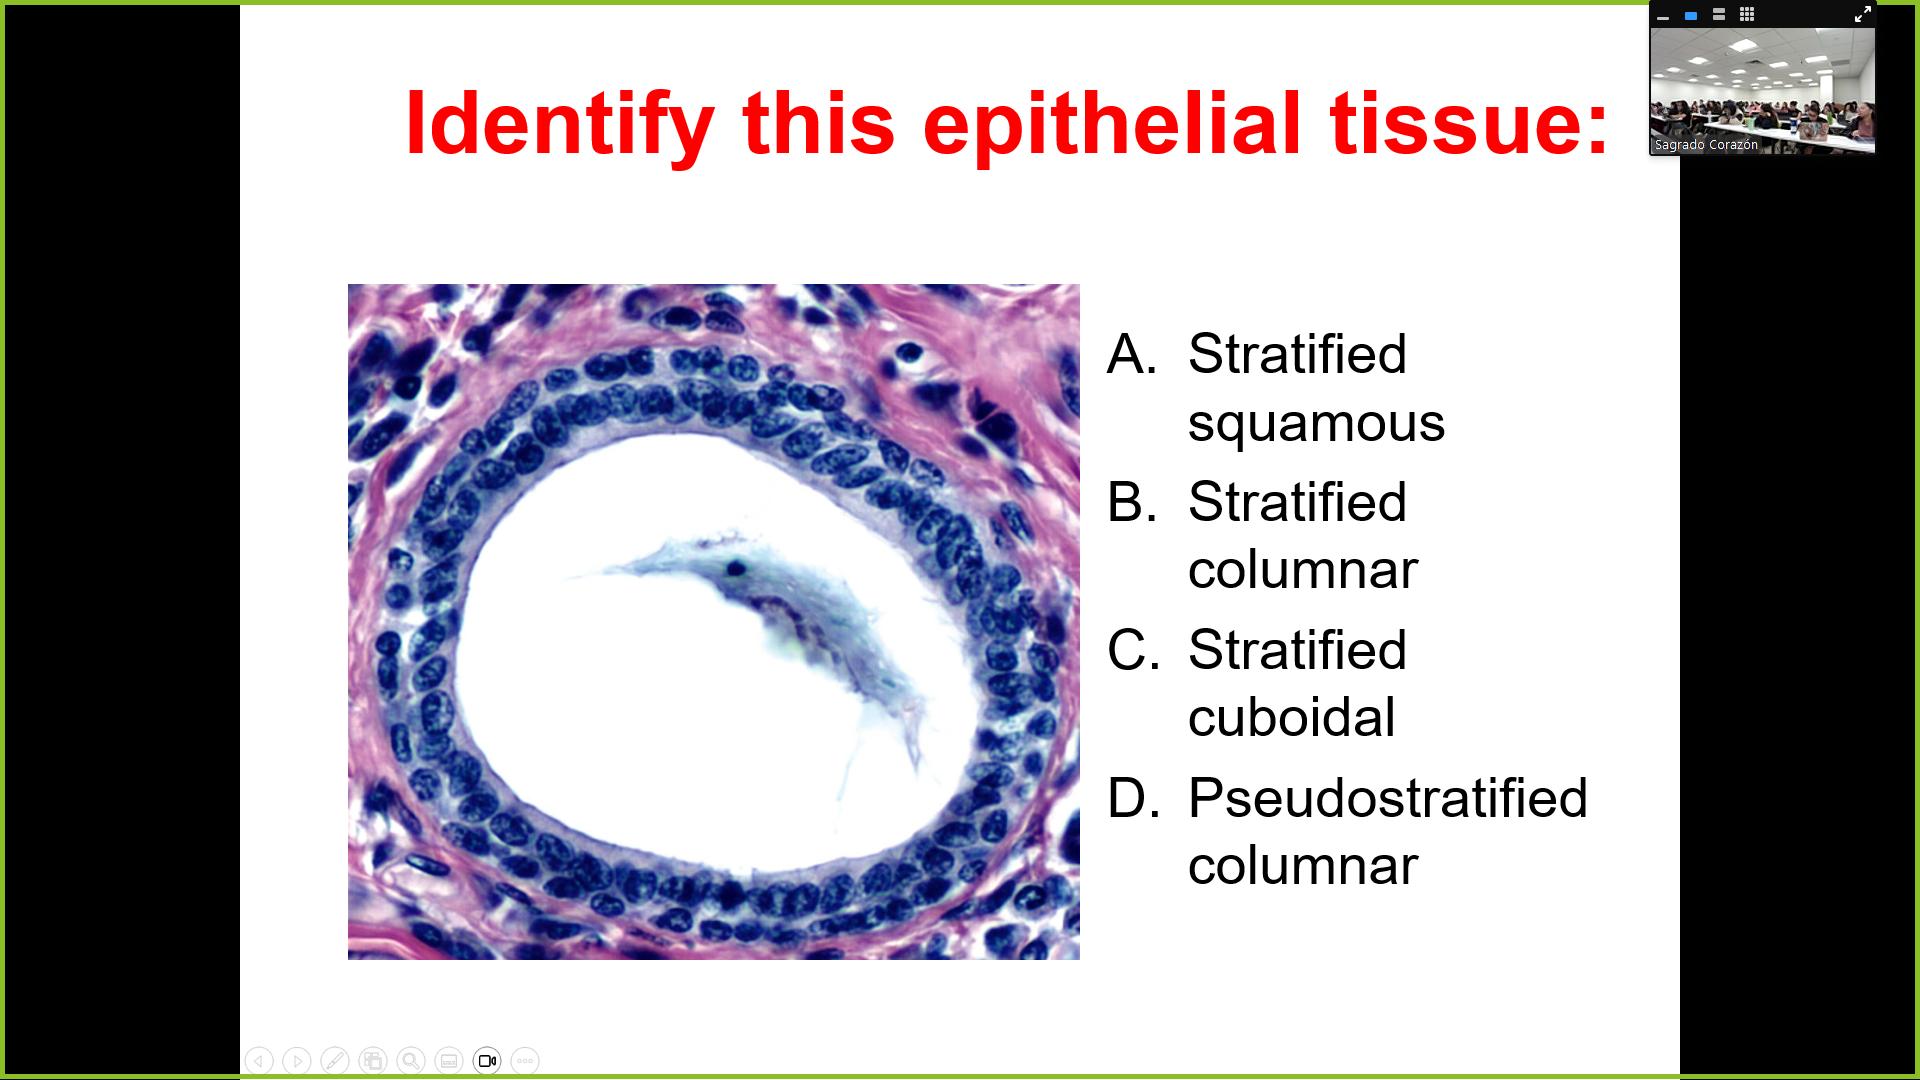 Identify this epithelial tissue:
Sagrado Corazón
A. Stratified
squamous
B. Stratified
columnar
C. Stratified
cuboidal
D. Pseudostratified
columnar